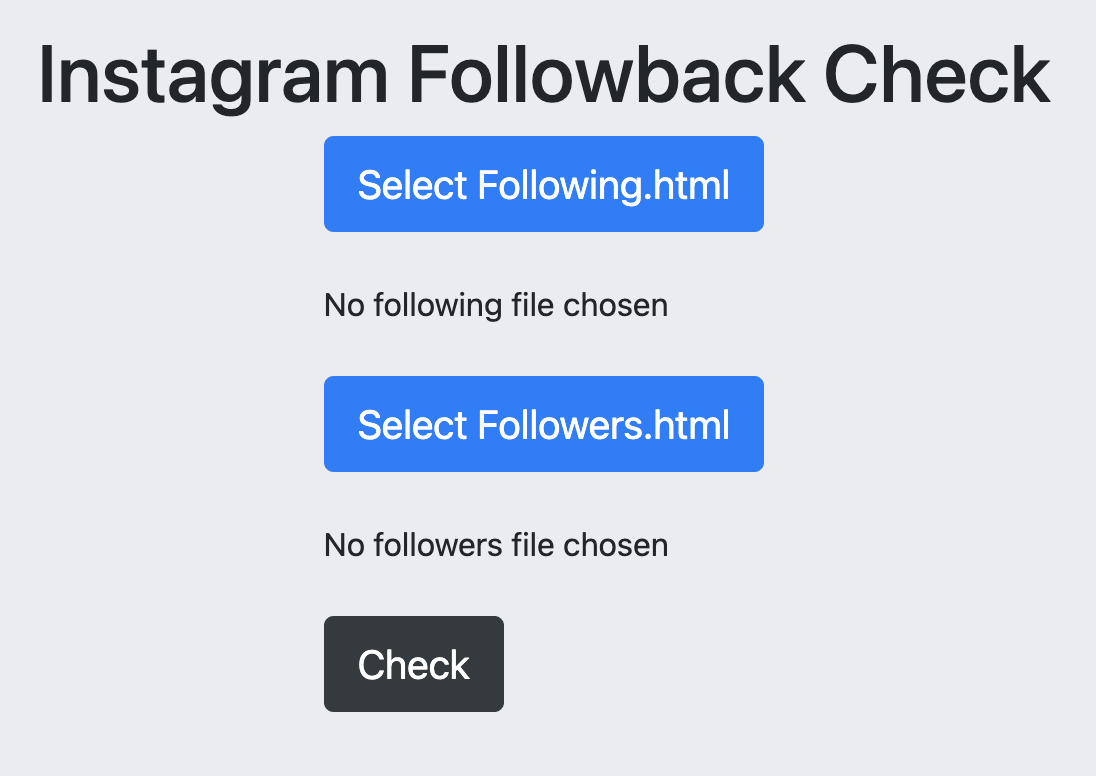 Instagram Followback Check
Select Following.html
No following file chosen
Select Followers.html
No followers file chosen
Check